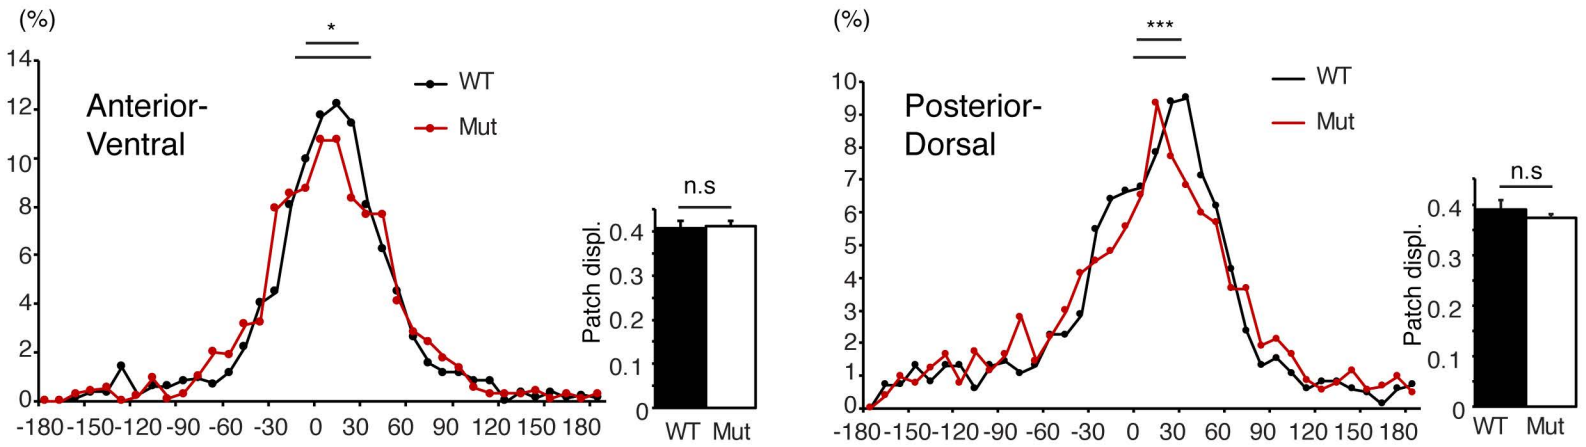 (%)
*
14
12
10
8
6
4
2
0
Anterior-
Ventral
WT
Mut
-180 -150 -120 -90 -60 -30 0 30 60 90 120 150 180
n.s
Patch displ.
0.4
0.3
0.2
0.1
0
WT Mut
(%)
***
10
9
8
7
6
5
4
3
2
1
0
Posterior-
Dorsal
WT
Mut
-180 -150 -120 -90 -60 -30 0 30 60 90 120 150 180
n.s
Patch displ.
0.4
0.3
0.2
0.1
0
WT Mut